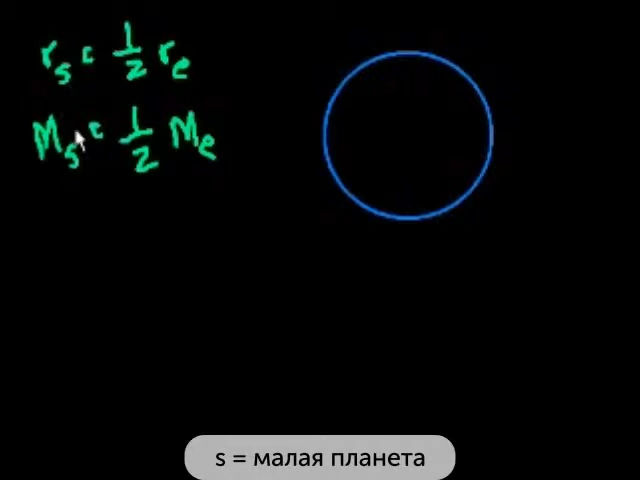 r_s = 1/2 r_e
M_s = 1/2 M_e
s = малая планета